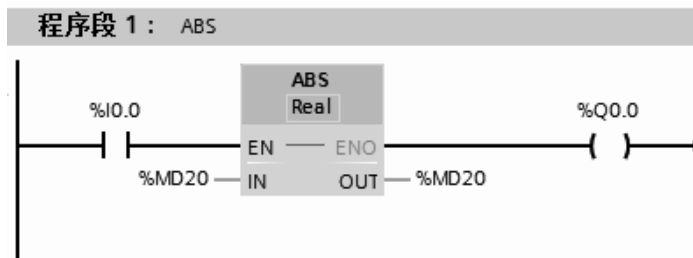 程序段 1： ABS
ABS
Real
%I0.0
%Q0.0
EN ENO
%MD20 IN OUT %MD20